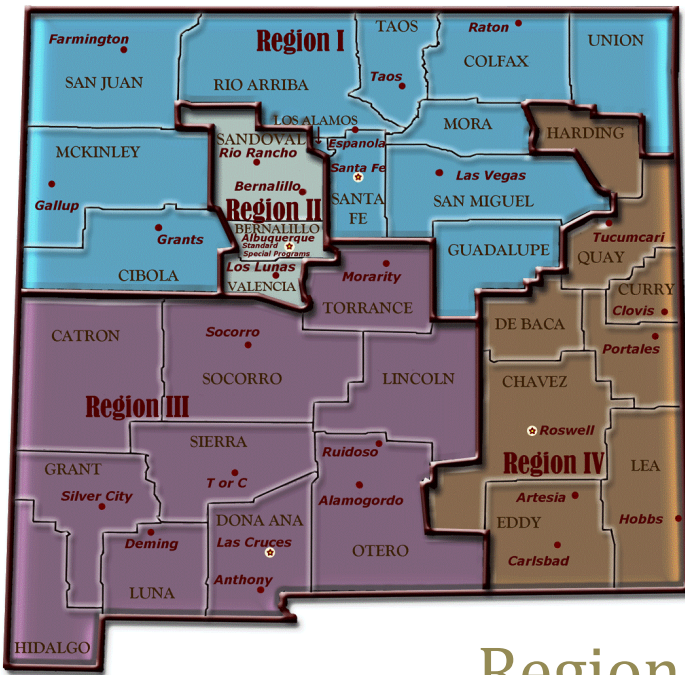 TAOS
Raton
UNION
Farmington
Region I
COLFAX
SAN JUAN
RIO ARRIBA
Taos
LOS ALAMOS
MORA
HARDING
SANDOVAL
Espanola
MCKINLEY
Rio Rancho
Santa Fe
Las Vegas
Bernalillo
SANTA
FE
SAN MIGUEL
Gallup
Region II
BERNALILLO
Grants
Albuquerque
Standard
Special Programs
Tucumcari
GUADALUPE
QUAY
CIBOLA
Los Lunas
VALENCIA
Morarity
CURRY
TORRANCE
Clovis
CATRON
Socorro
DE BACA
Portales
SOCORRO
LINCOLN
CHAVEZ
Region III
Roswell
SIERRA
Ruidoso
Region IV
GRANT
LEA
T or C
Silver City
Alamogordo
Artesia
DONA ANA
EDDY
Hobbs
Deming
Las Cruces
OTERO
Carlsbad
LUNA
Anthony
HIDALGO
Region